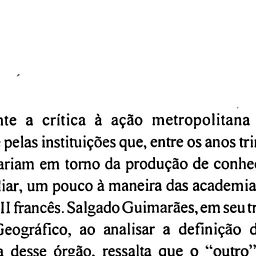 nte a crítica à ação metropolitana
pelas instituições que, entre os anos tri
ariam em torno da produção de conhe
iar, um pouco à maneira das academia
II francês. Salgado Guimarães, em seu tr
Geográfico, ao analisar a definição d
a desse órgão, ressalta que o "outro"